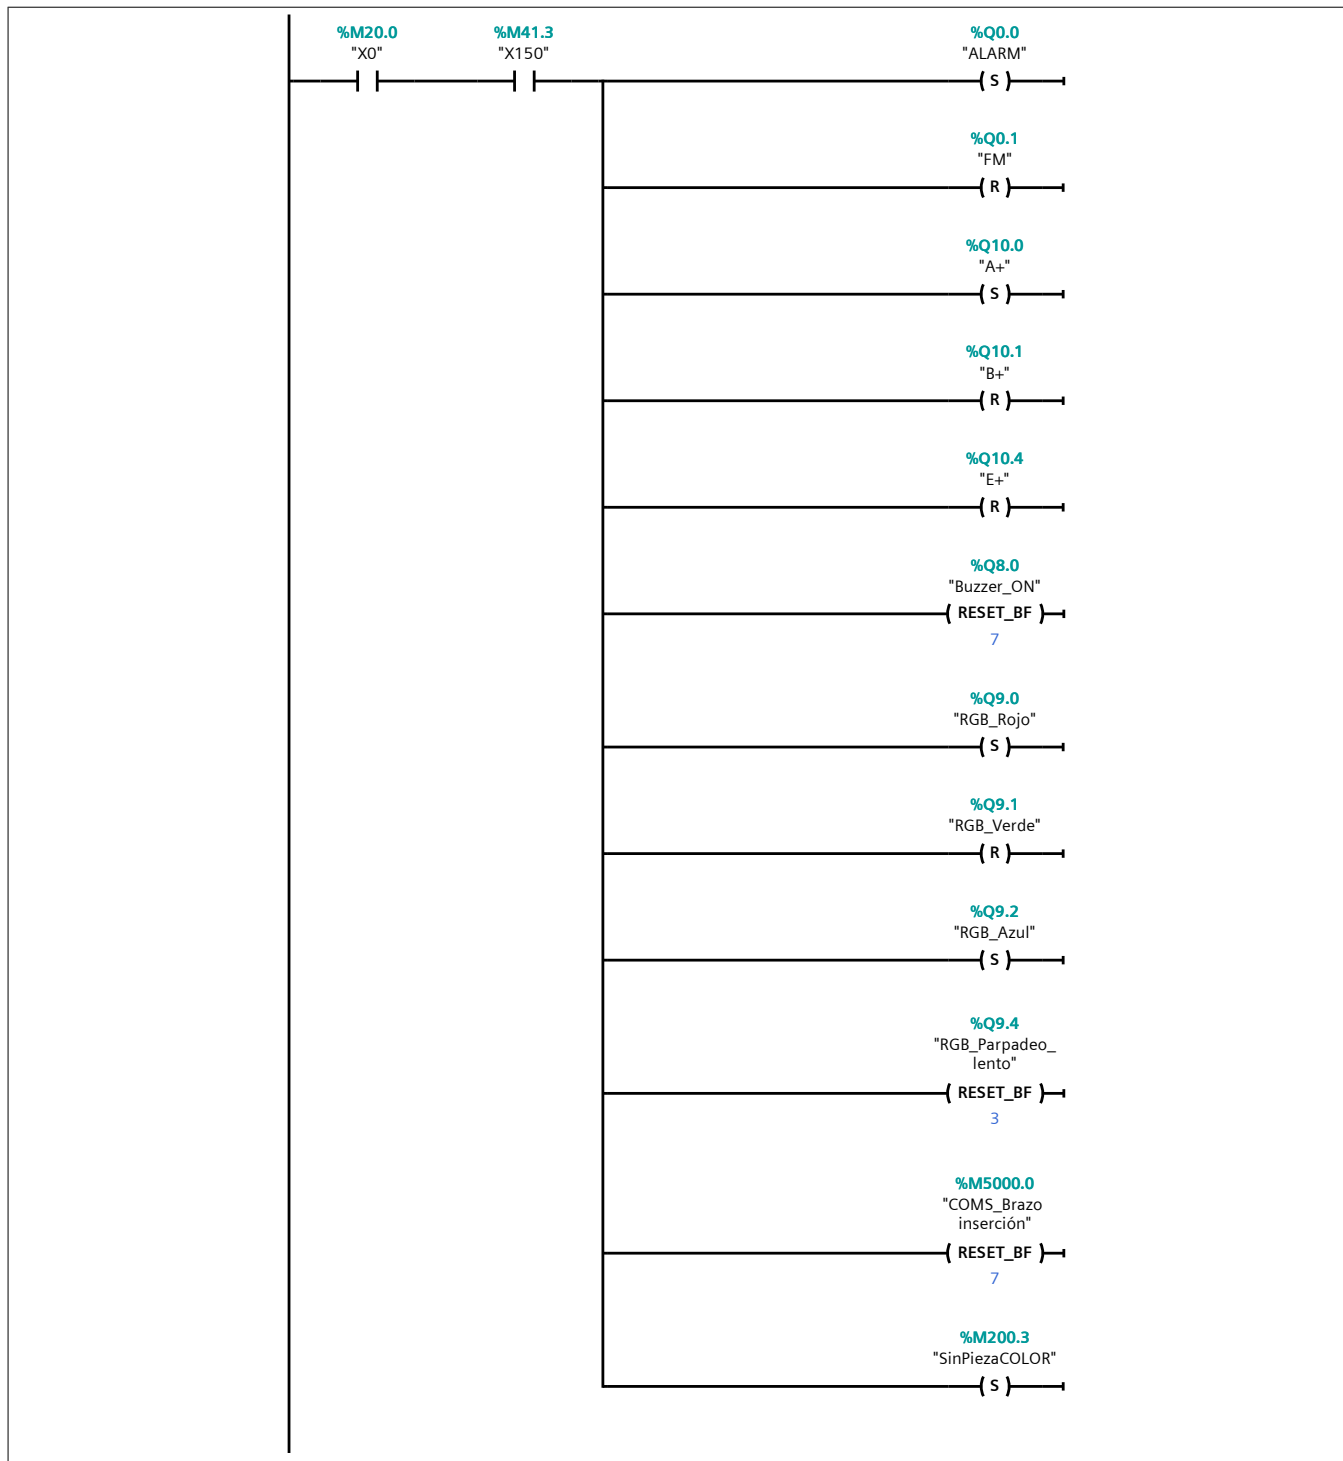 %M20.0 %M41.3 %Q0.0
"X0" "X150" "ALARM"
S
%Q0.1
"FM"
R
%Q10.0
"A+"
S
%Q10.1
"B+"
R
%Q10.4
"E+"
R
%Q8.0
"Buzzer_ON"
RESET_BF
7
%Q9.0
"RGB_Rojo"
S
%Q9.1
"RGB_Verde"
R
%Q9.2
"RGB_Azul"
S
%Q9.4
"RGB_Parpadeo_
lento"
RESET_BF
3
%M5000.0
"COMS_Brazo
inserción"
RESET_BF
7
%M200.3
"SinPiezaCOLOR"
S